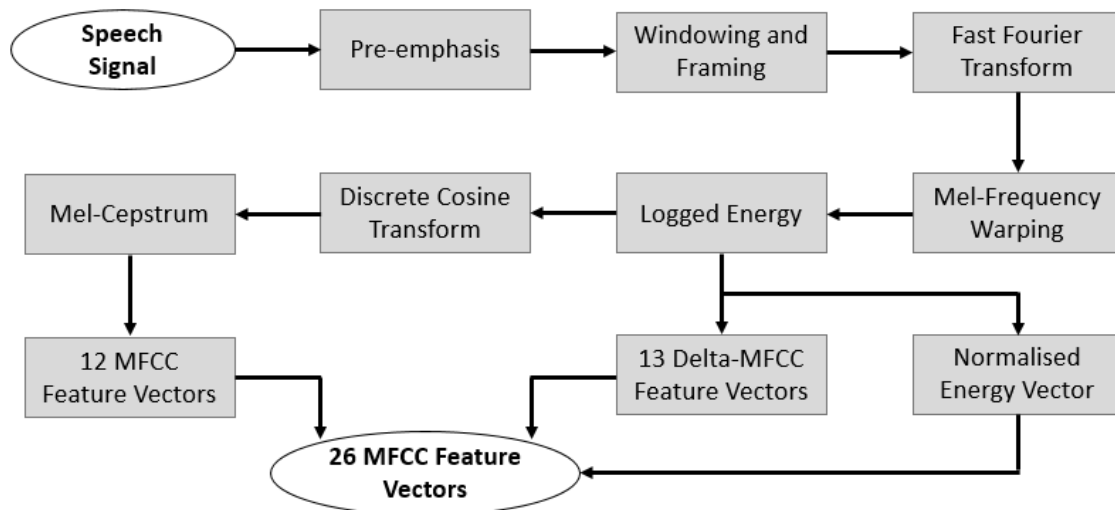 Speech
Signal
Pre-emphasis
Windowing and
Framing
Fast Fourier
Transform
Mel-Cepstrum
Discrete Cosine
Transform
Logged Energy
Mel-Frequency
Warping
12 MFCC
Feature Vectors
13 Delta-MFCC
Feature Vectors
Normalised
Energy Vector
26 MFCC Feature
Vectors